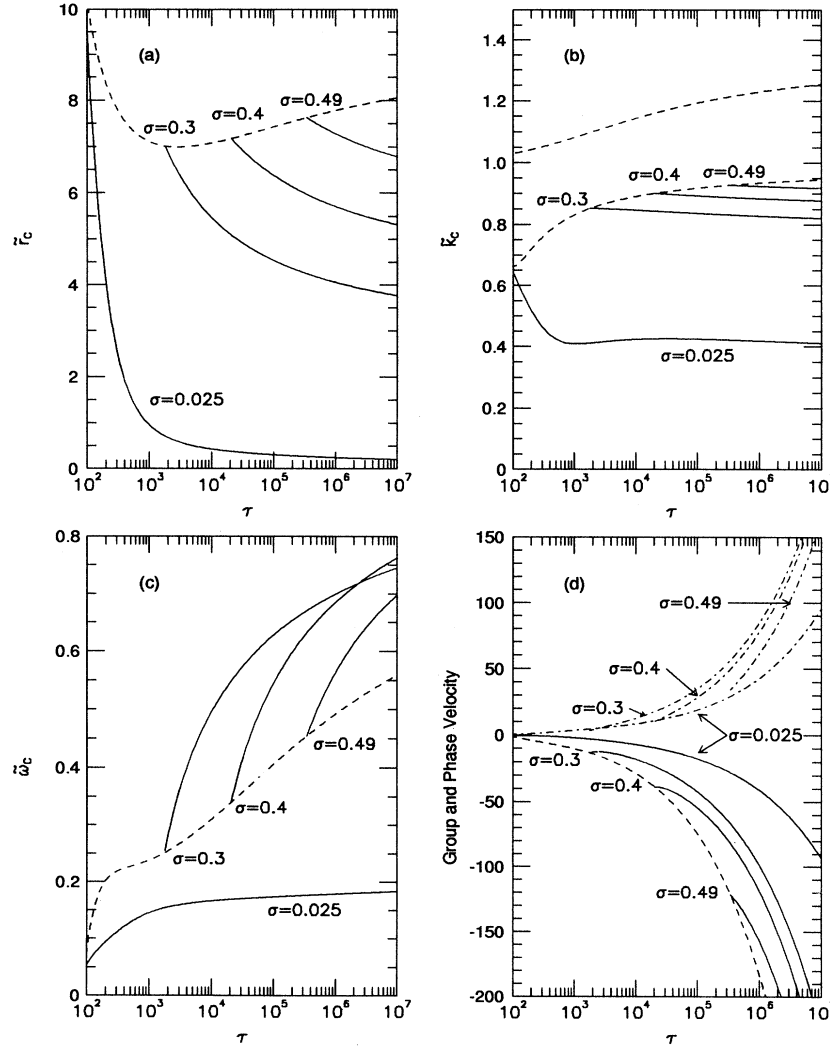 (a)
10
8
6
4
2
0
r̃c
σ=0.3
σ=0.4
σ=0.49
σ=0.025
10² 10³ 10⁴ 10⁵ 10⁶ 10⁷
τ
(b)
1.4
1.2
1.0
0.8
0.6
0.4
0.2
0.0
k̃c
σ=0.3
σ=0.4
σ=0.49
σ=0.025
10² 10³ 10⁴ 10⁵ 10⁶ 10
τ
(c)
0.8
0.6
0.4
0.2
0
ω̃c
σ=0.49
σ=0.4
σ=0.3
σ=0.025
10² 10³ 10⁴ 10⁵ 10⁶ 10⁷
τ
(d)
150
100
50
0
-50
-100
-150
-200
Group and Phase Velocity
σ=0.49
σ=0.4
σ=0.3
σ=0.025
σ=0.3
σ=0.4
σ=0.49
10² 10³ 10⁴ 10⁵ 10⁶ 10
τ